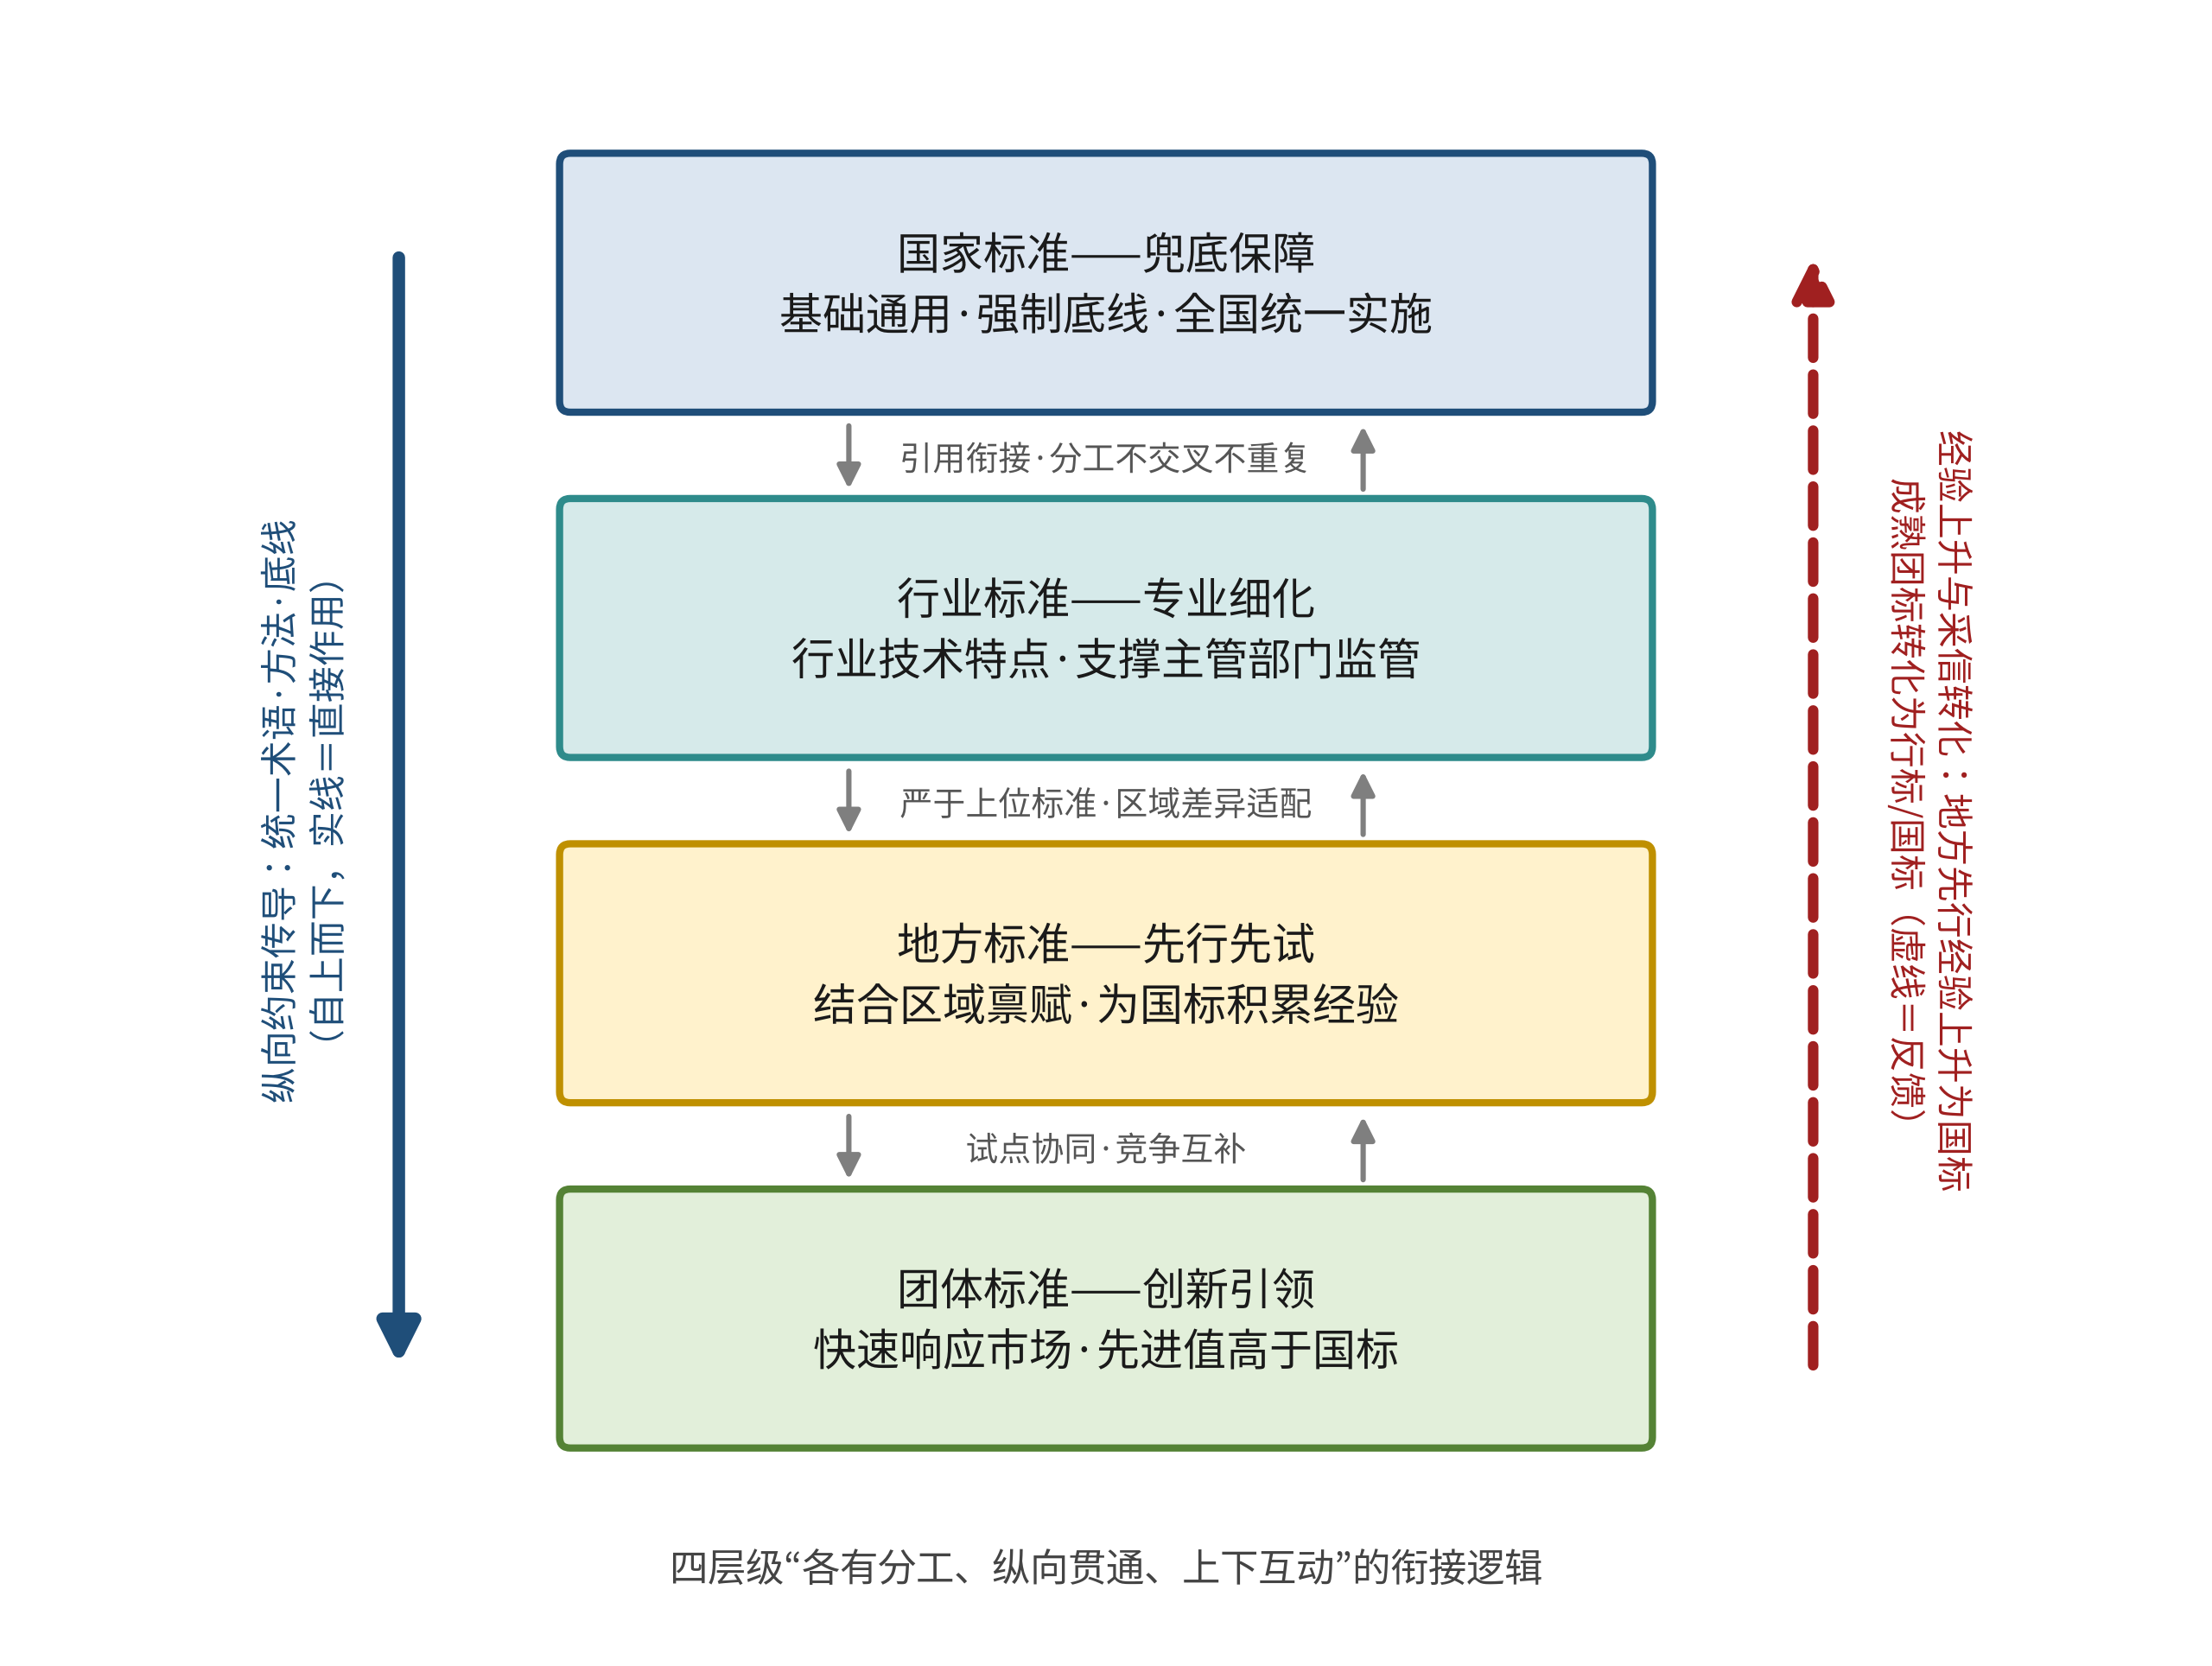 国家标准——兜底保障
基础通用·强制底线·全国统一实施
引用衔接·分工不交叉不重复
行业标准——专业细化
行业技术特点·支撑主管部门监管
严于上位标准·区域差异适配
地方标准——先行先试
结合区域禀赋·为国标积累经验
试点协同·竞争互补
团体标准——创新引领
快速响应市场·先进值高于国标
纵向约束传导：统一术语·方法·底线
（自上而下，实线＝直接作用）
经验上升与采信转化：地方先行经验上升为国标
成熟团标转化为行标/国标（虚线＝反馈）
四层级“各有分工、纵向贯通、上下互动”的衔接逻辑